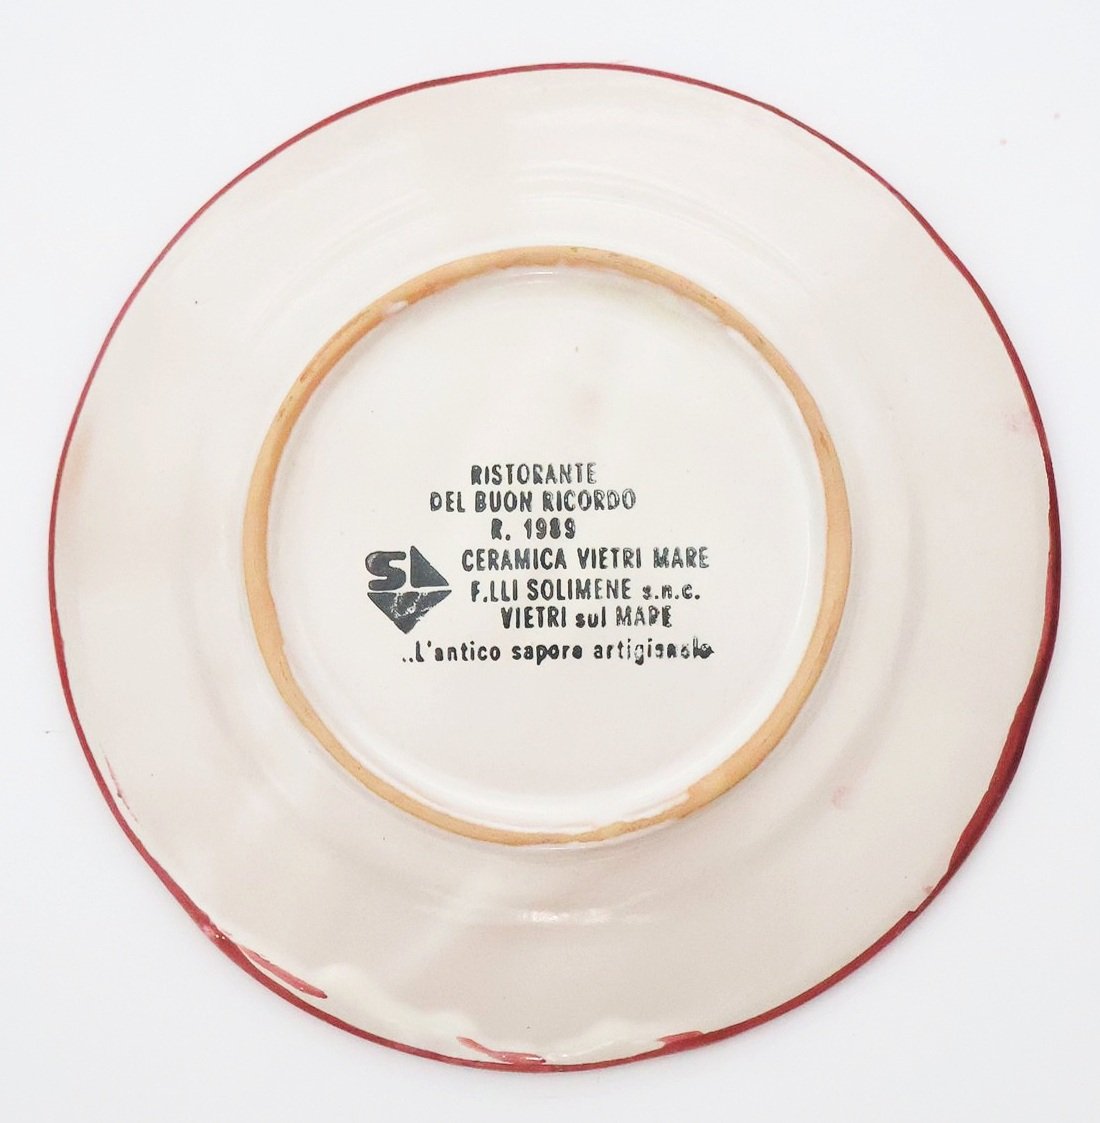 RISTORANTE
DEL BUON RICORDO
R. 1989
CERAMICA VIETRI MARE
F.LLI SOLIMENE s.n.c.
VIETRI sul MARE
..L'antico sapore artigianale